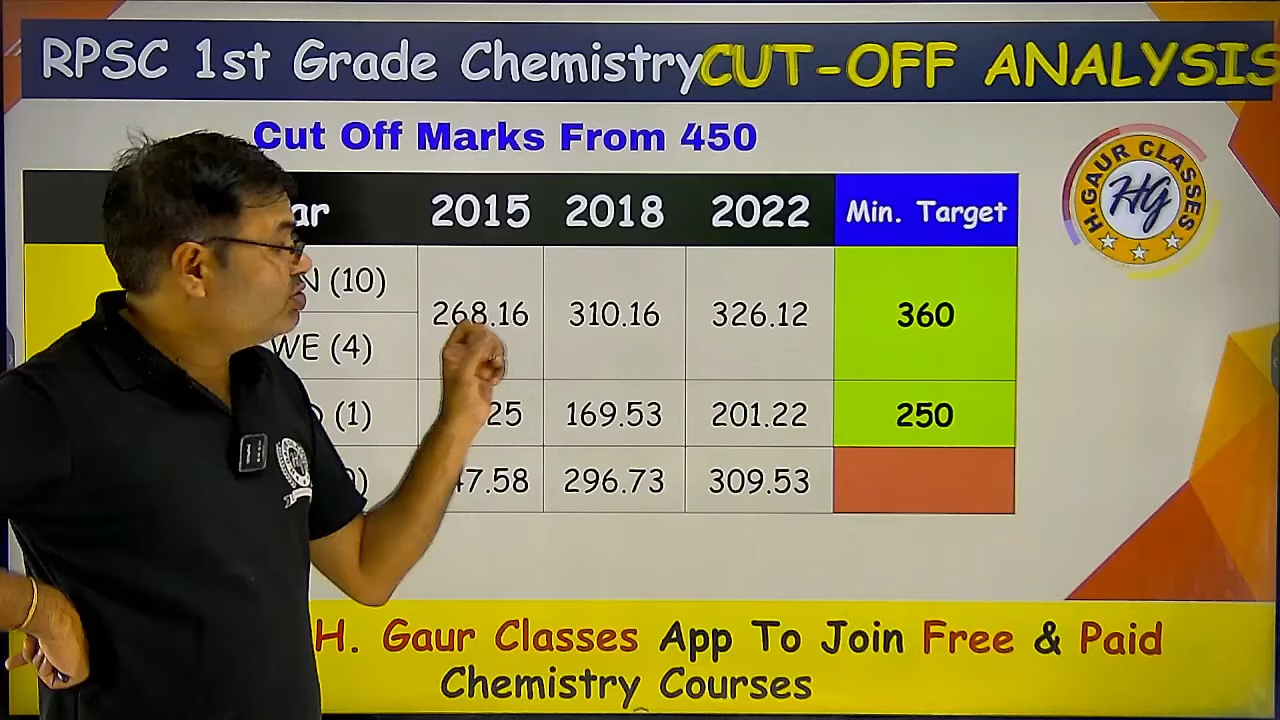 RPSC 1st Grade Chemistry CUT-OFF ANALYSIS
Cut Off Marks From 450
2015 2018 2022 Min. Target
(10)
268.16 310.16 326.12 360
WE (4)
(1) 25 169.53 201.22 250
47.58 296.73 309.53
H. Gaur Classes App To Join Free & Paid
Chemistry Courses
H.GAUR CLASSES
HG